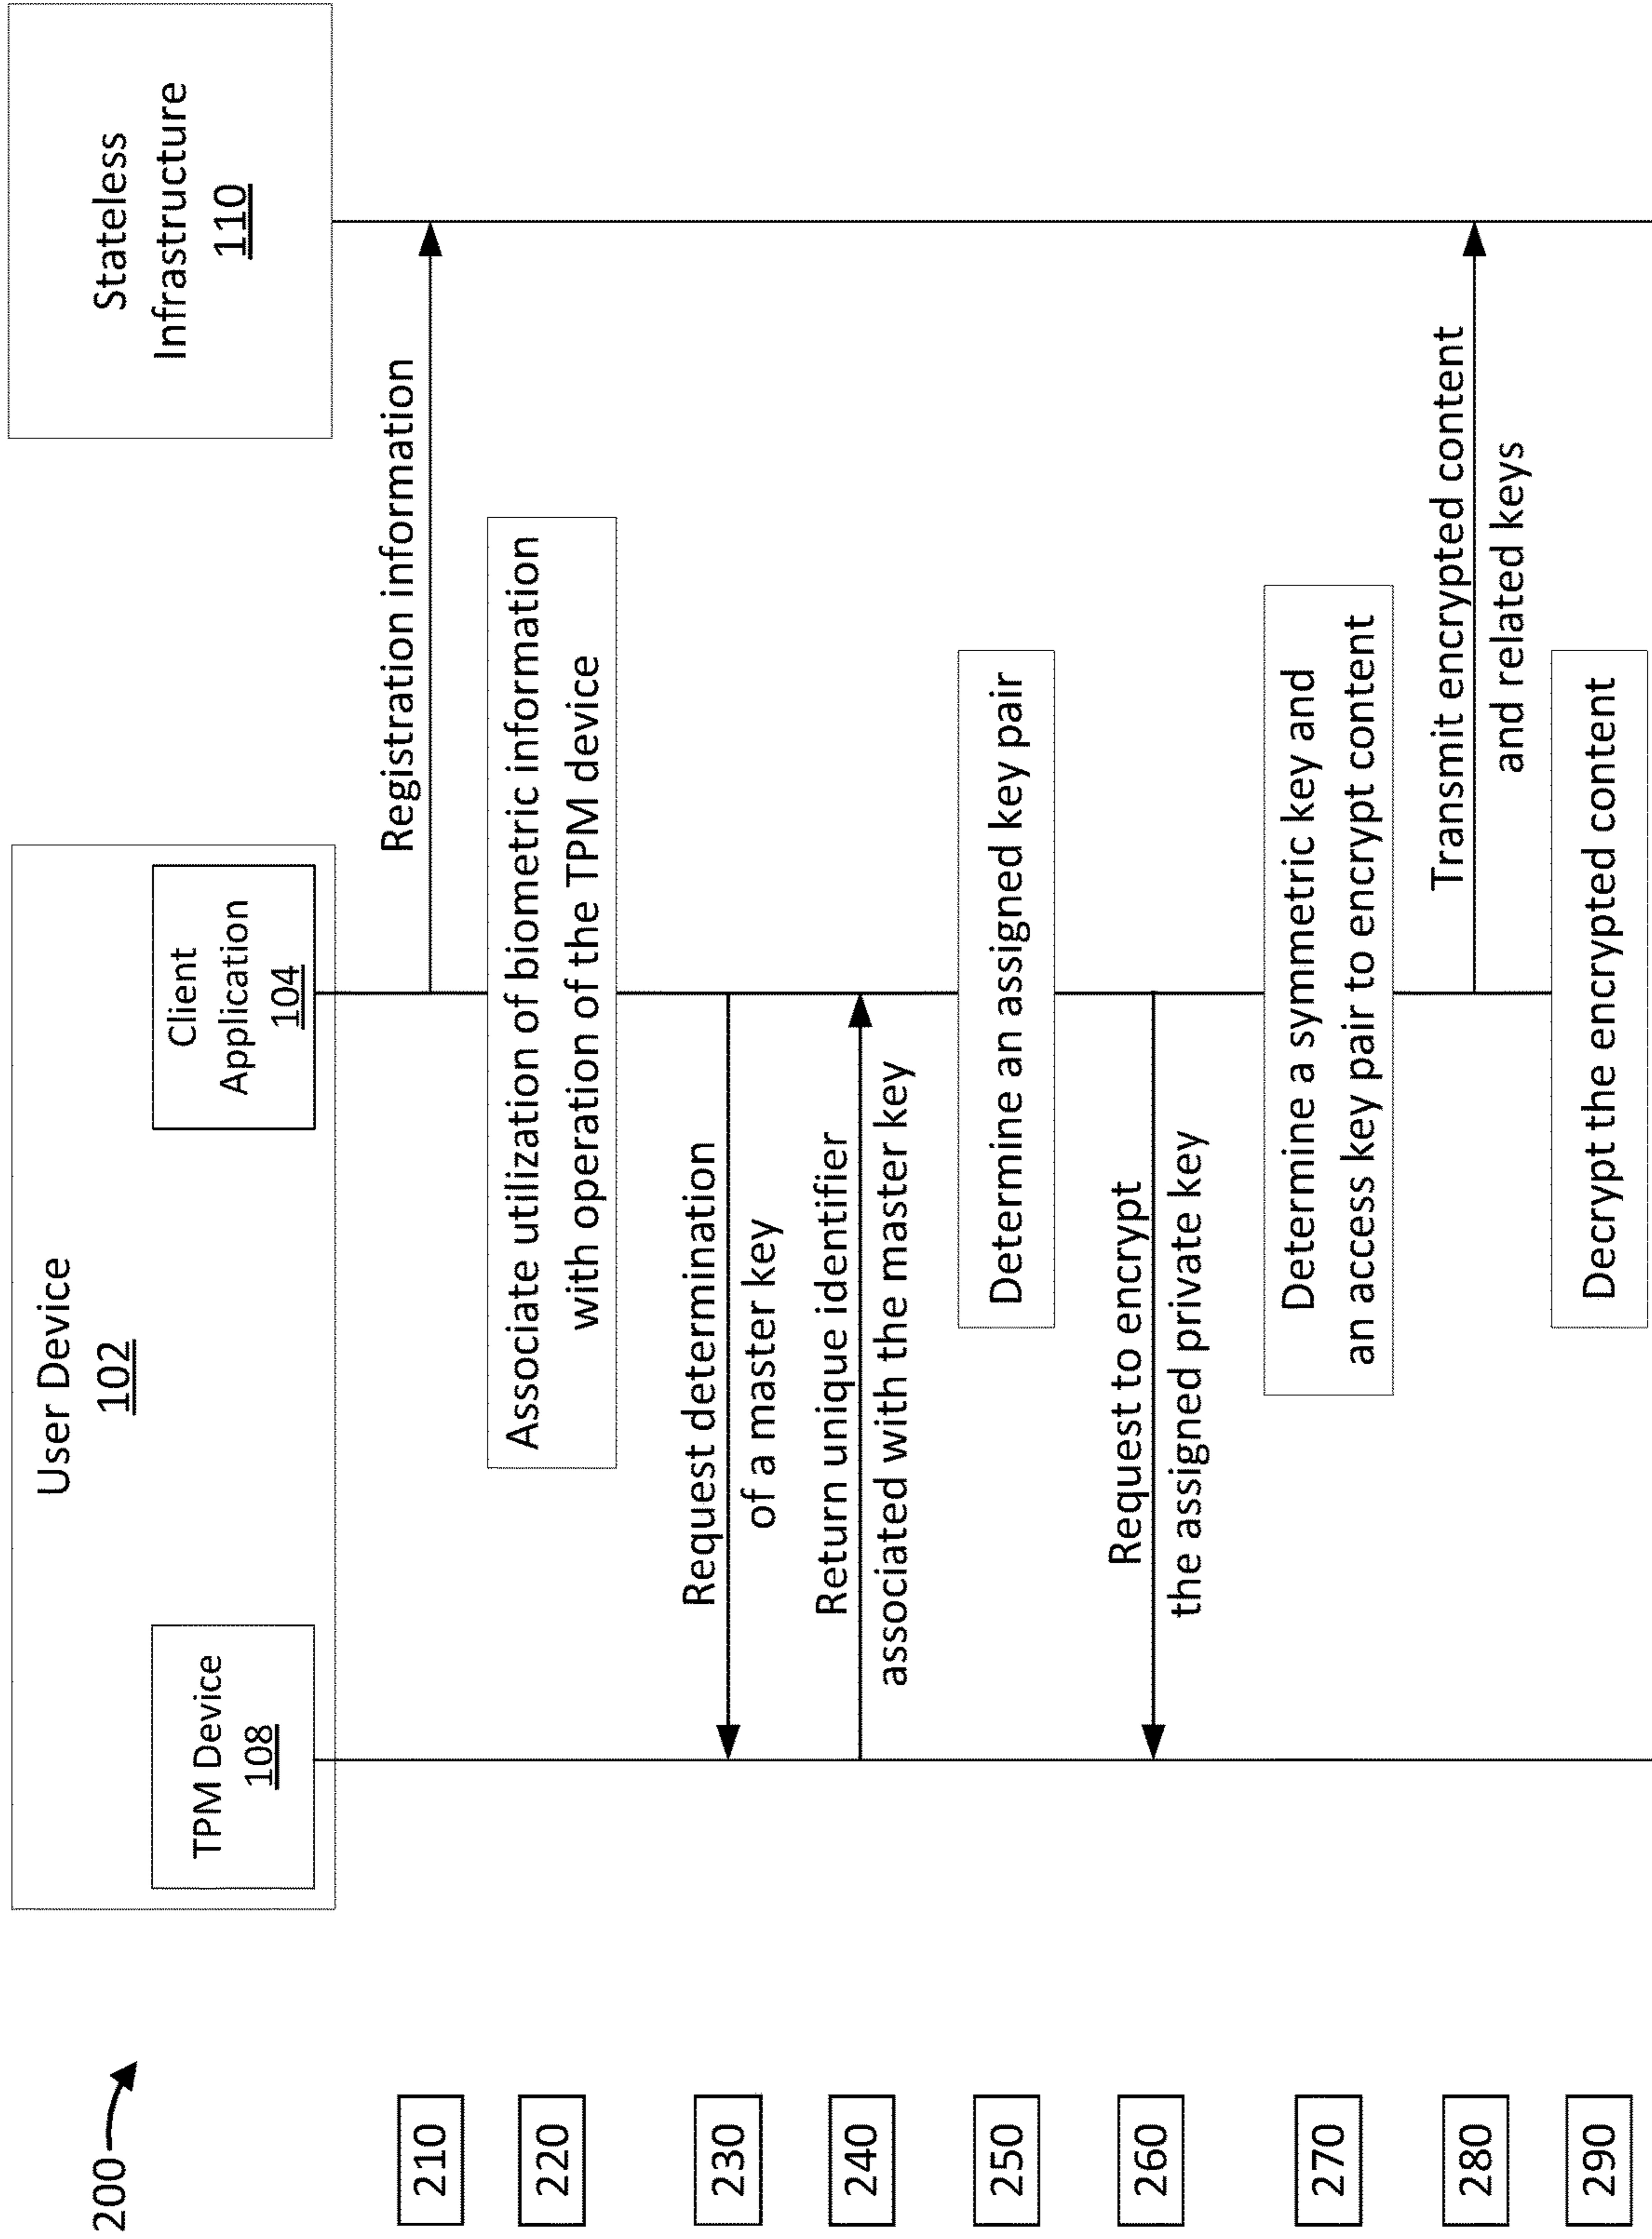 200
User Device
102
TPM Device
108
Client
Application
104
Stateless
Infrastructure
110
210
Registration information
220
Associate utilization of biometric information
with operation of the TPM device
230
Request determination
of a master key
240
Return unique identifier
associated with the master key
250
Determine an assigned key pair
260
Request to encrypt
the assigned private key
270
Determine a symmetric key and
an access key pair to encrypt content
280
Transmit encrypted content
and related keys
290
Decrypt the encrypted content